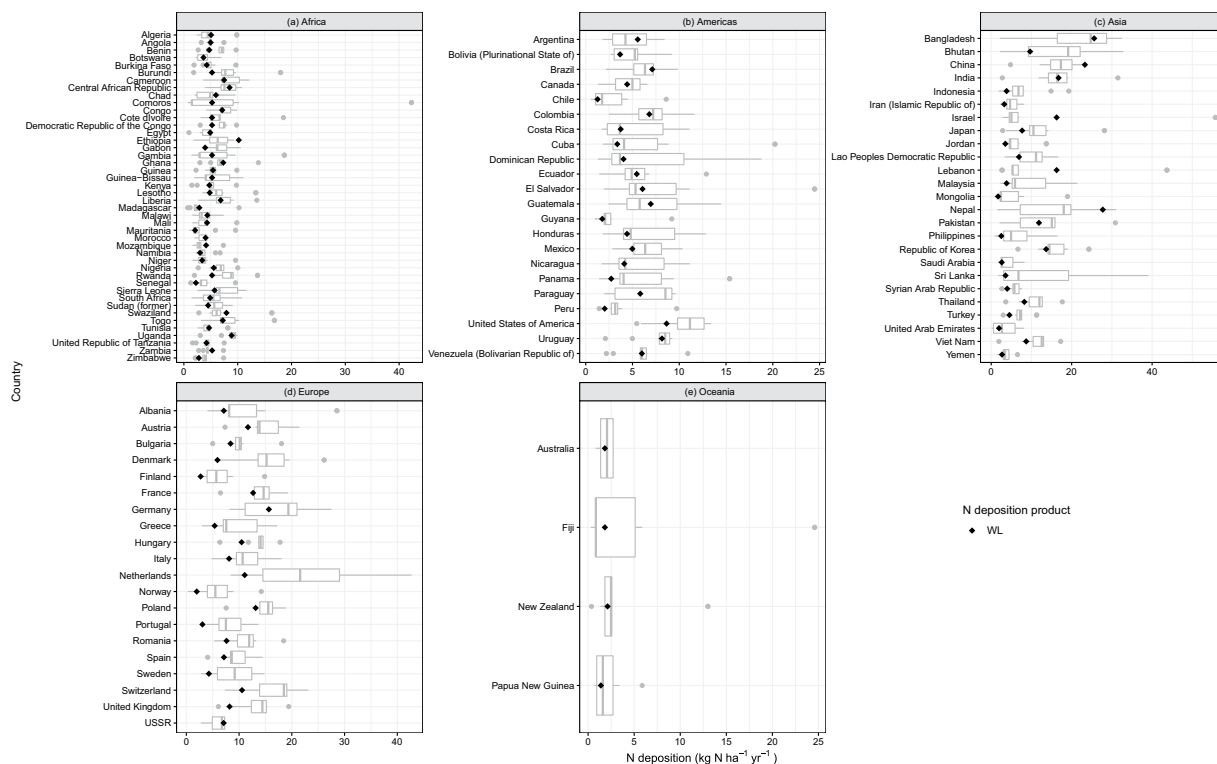 (a) Africa
Algeria
Angola
Benin
Botswana
Burkina Faso
Burundi
Cameroon
Central African Republic
Chad
Comoros
Congo
Cote dIvoire
Democratic Republic of the Congo
Egypt
Ethiopia
Gabon
Gambia
Ghana
Guinea
Guinea−Bissau
Kenya
Lesotho
Liberia
Madagascar
Malawi
Mali
Mauritania
Morocco
Mozambique
Namibia
Niger
Nigeria
Rwanda
Senegal
Sierra Leone
South Africa
Sudan (former)
Swaziland
Togo
Tunisia
Uganda
United Republic of Tanzania
Zambia
Zimbabwe
0 10 20 30 40
(b) Americas
Argentina
Bolivia (Plurinational State of)
Brazil
Canada
Chile
Colombia
Costa Rica
Cuba
Dominican Republic
Ecuador
El Salvador
Guatemala
Guyana
Honduras
Mexico
Nicaragua
Panama
Paraguay
Peru
United States of America
Uruguay
Venezuela (Bolivarian Republic of)
0 5 10 15 20 25
(c) Asia
Bangladesh
Bhutan
China
India
Indonesia
Iran (Islamic Republic of)
Israel
Japan
Jordan
Lao Peoples Democratic Republic
Lebanon
Malaysia
Mongolia
Nepal
Pakistan
Philippines
Republic of Korea
Saudi Arabia
Sri Lanka
Syrian Arab Republic
Thailand
Turkey
United Arab Emirates
Viet Nam
Yemen
0 20 40
Country
(d) Europe
Albania
Austria
Bulgaria
Denmark
Finland
France
Germany
Greece
Hungary
Italy
Netherlands
Norway
Poland
Portugal
Romania
Spain
Sweden
Switzerland
United Kingdom
USSR
0 10 20 30 40
(e) Oceania
Australia
Fiji
New Zealand
Papua New Guinea
0 5 10 15 20 25
N deposition (kg N ha⁻¹ yr⁻¹)
N deposition product
WL